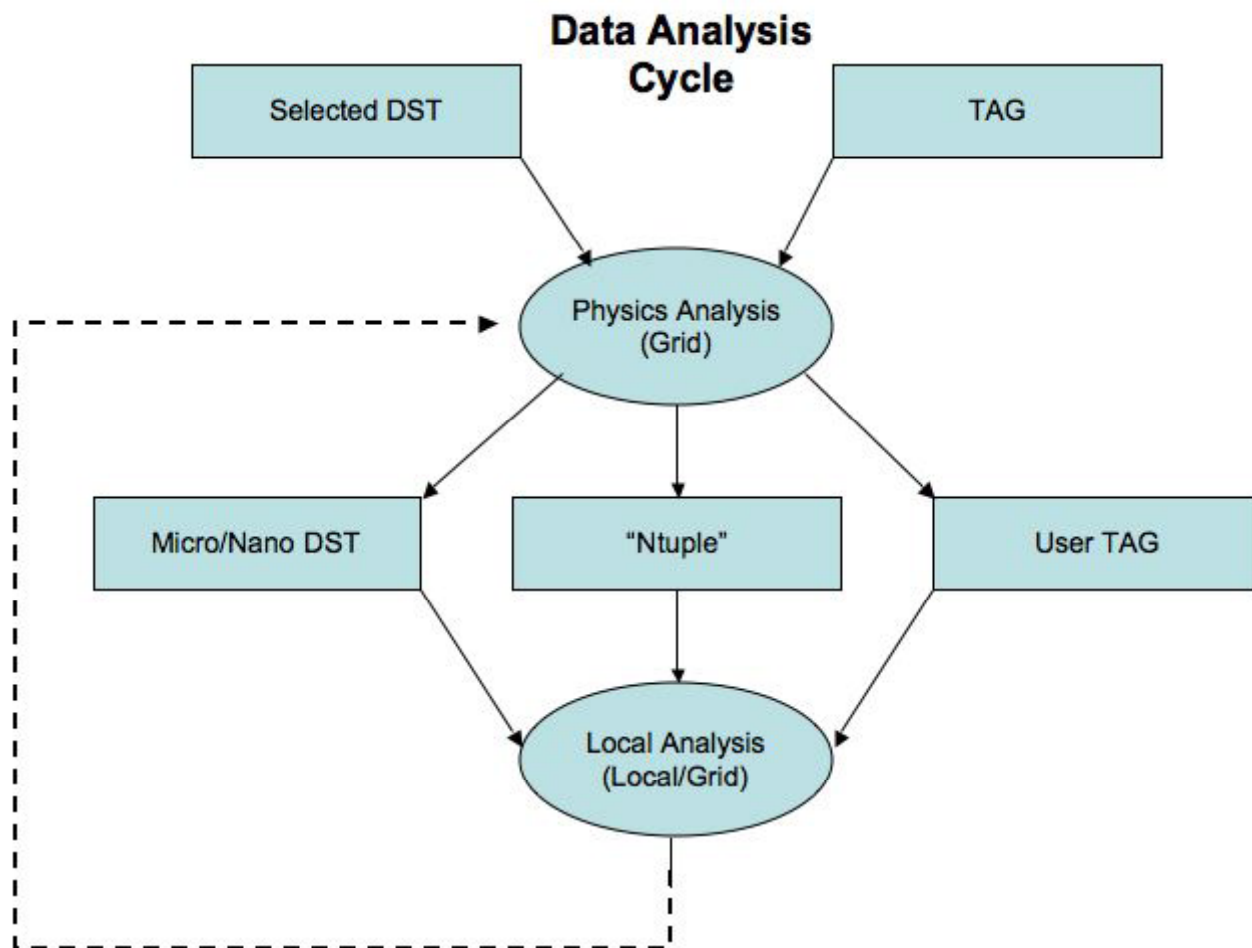 Data Analysis
Cycle
Selected DST
TAG
Physics Analysis
(Grid)
Micro/Nano DST
“Ntuple”
User TAG
Local Analysis
(Local/Grid)